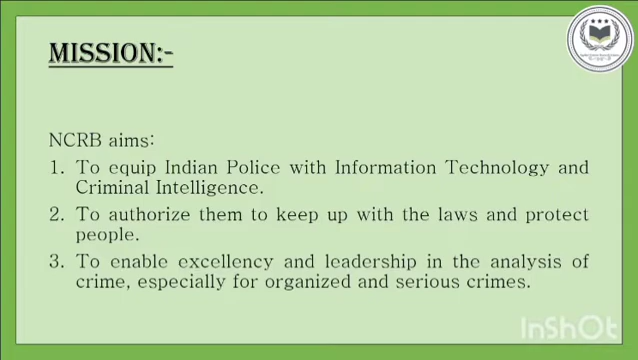 MISSION:-
NCRB aims:
1. To equip Indian Police with Information Technology and
Criminal Intelligence.
2. To authorize them to keep up with the laws and protect
people.
3. To enable excellency and leadership in the analysis of
crime, especially for organized and serious crimes.
InShOt